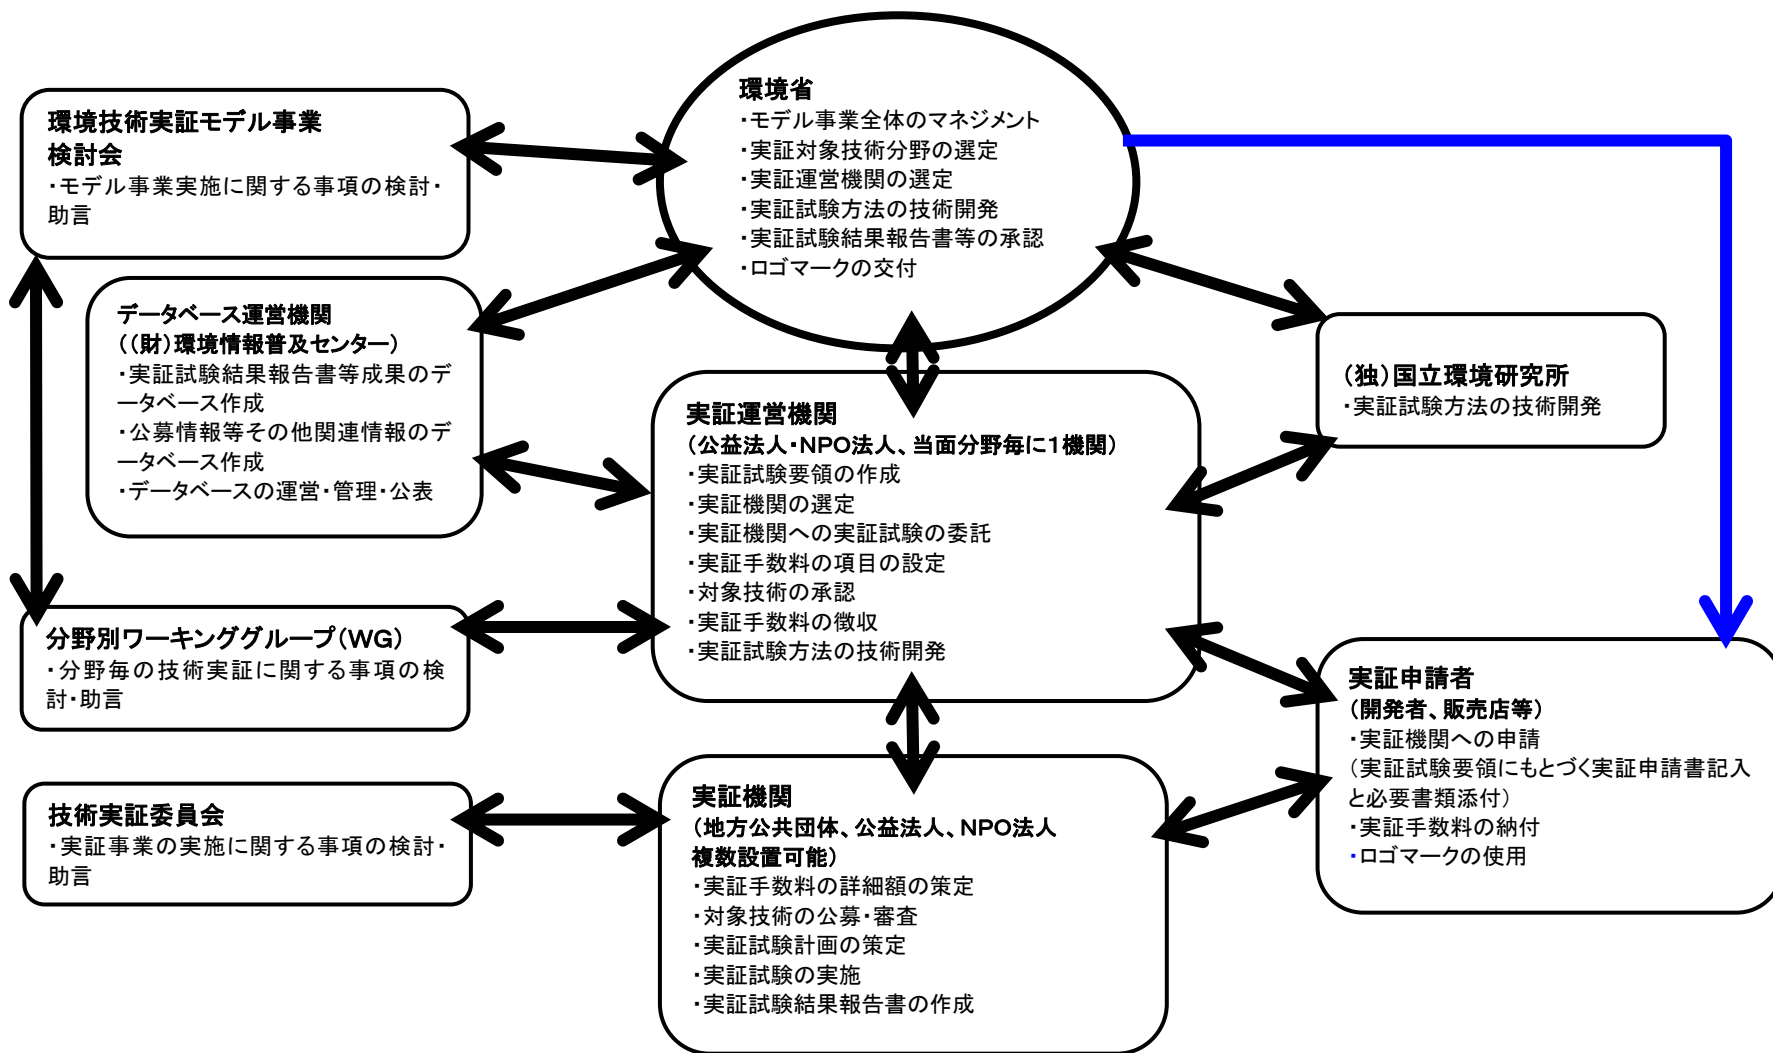 環境省
・モデル事業全体のマネジメント
・実証対象技術分野の選定
・実証運営機関の選定
・実証試験方法の技術開発
・実証試験結果報告書等の承認
・ロゴマークの交付
環境技術実証モデル事業
検討会
・モデル事業実施に関する事項の検討・
助言
データベース運営機関
((財)環境情報普及センター)
・実証試験結果報告書等成果のデ
ータベース作成
・公募情報等その他関連情報のデ
ータベース作成
・データベースの運営・管理・公表
(独)国立環境研究所
・実証試験方法の技術開発
実証運営機関
(公益法人・NPO法人、当面分野毎に1機関)
・実証試験要領の作成
・実証機関の選定
・実証機関への実証試験の委託
・実証手数料の項目の設定
・対象技術の承認
・実証手数料の徴収
・実証試験方法の技術開発
分野別ワーキンググループ(WG)
・分野毎の技術実証に関する事項の検
討・助言
実証申請者
(開発者、販売店等)
・実証機関への申請
(実証試験要領にもとづく実証申請書記入
と必要書類添付)
・実証手数料の納付
・ロゴマークの使用
技術実証委員会
・実証事業の実施に関する事項の検討・
助言
実証機関
(地方公共団体、公益法人、NPO法人
複数設置可能)
・実証手数料の詳細額の策定
・対象技術の公募・審査
・実証試験計画の策定
・実証試験の実施
・実証試験結果報告書の作成